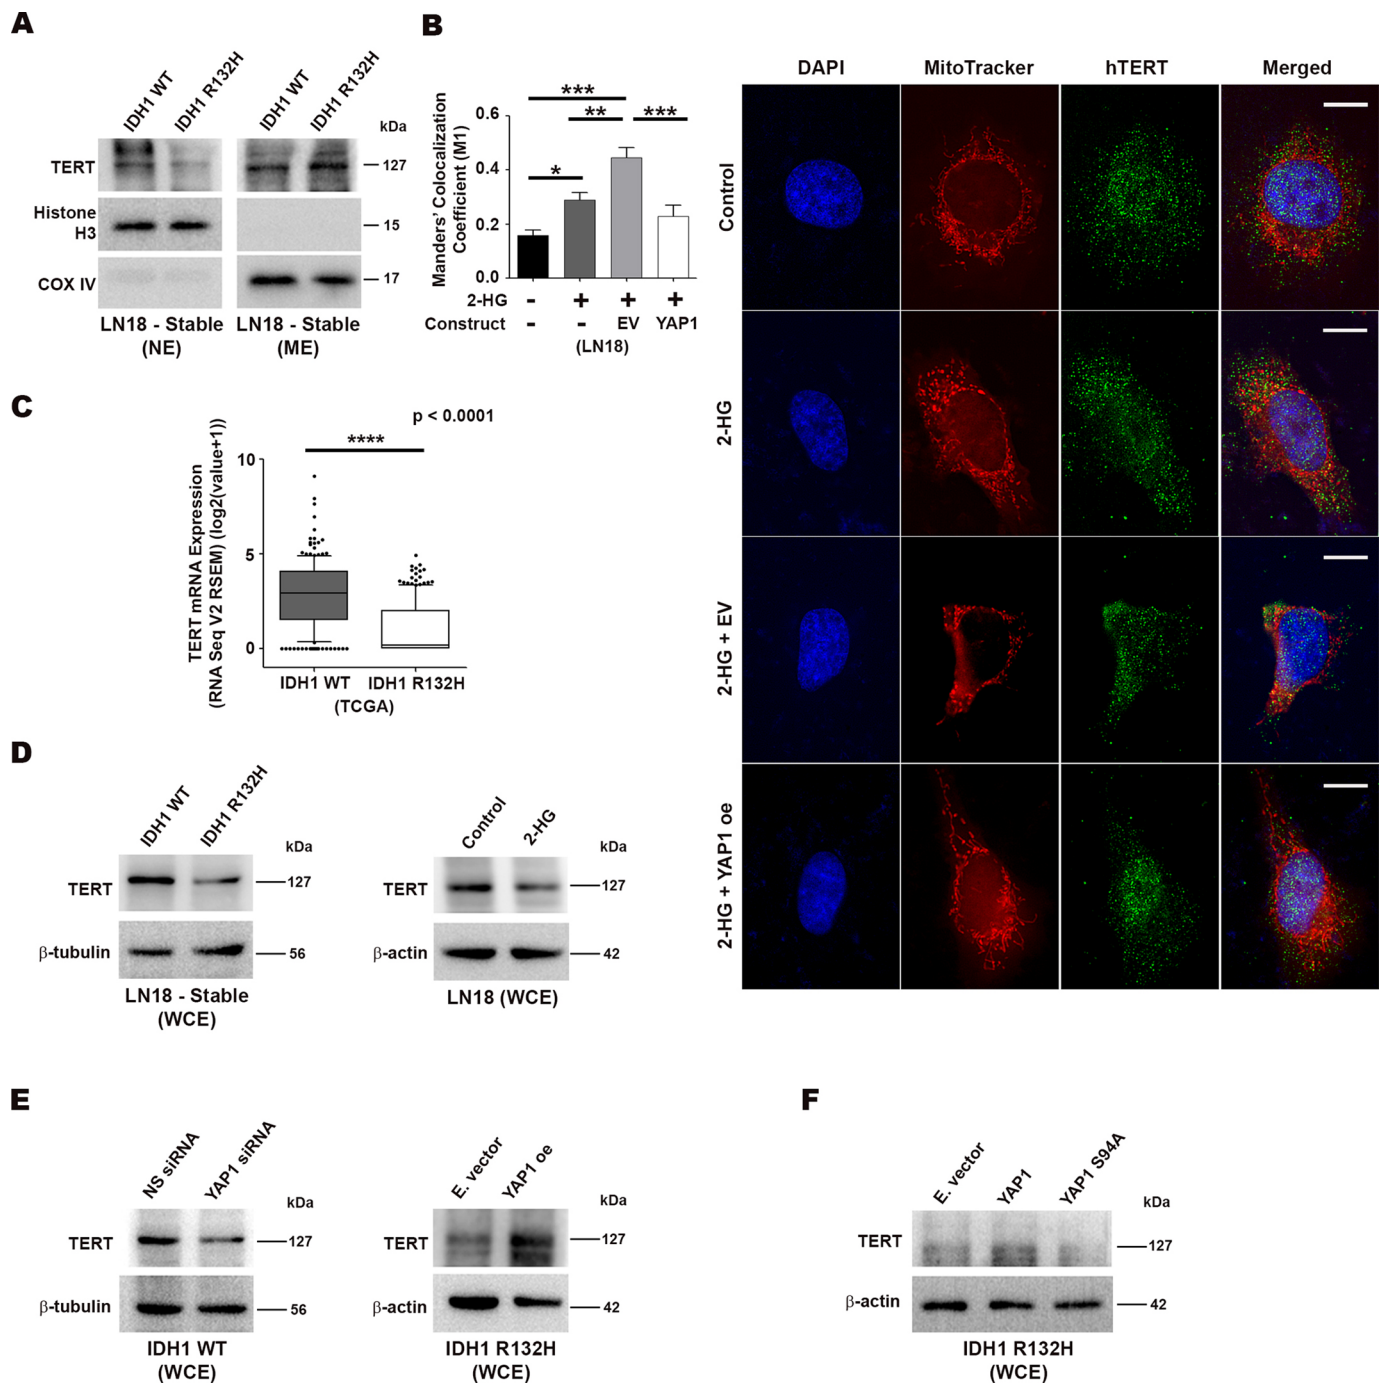 A
IDH1 WT
IDH1 R132H
IDH1 WT
IDH1 R132H
kDa
TERT
127
Histone
H3
15
COX IV
17
LN18 - Stable
(NE)
LN18 - Stable
(ME)
B
Manders' Colocalization
Coefficient (M1)
0.6
0.4
0.2
0.0
***
** ***
*
2-HG - + + +
Construct - - EV YAP1
(LN18)
DAPI MitoTracker hTERT Merged
Control
2-HG
2-HG + EV
2-HG + YAP1 oe
C
p < 0.0001
****
TERT mRNA Expression
(RNA Seq V2 RSEM) (log2(value+1))
10
5
0
IDH1 WT IDH1 R132H
(TCGA)
D
IDH1 WT
IDH1 R132H
kDa
TERT
127
β-tubulin
56
LN18 - Stable
(WCE)
Control
2-HG
kDa
TERT
127
β-actin
42
LN18 (WCE)
E
NS siRNA
YAP1 siRNA
kDa
TERT
127
β-tubulin
56
IDH1 WT
(WCE)
E. vector
YAP1 oe
kDa
TERT
127
β-actin
42
IDH1 R132H
(WCE)
F
E. vector
YAP1
YAP1 S94A
kDa
TERT
127
β-actin
42
IDH1 R132H
(WCE)